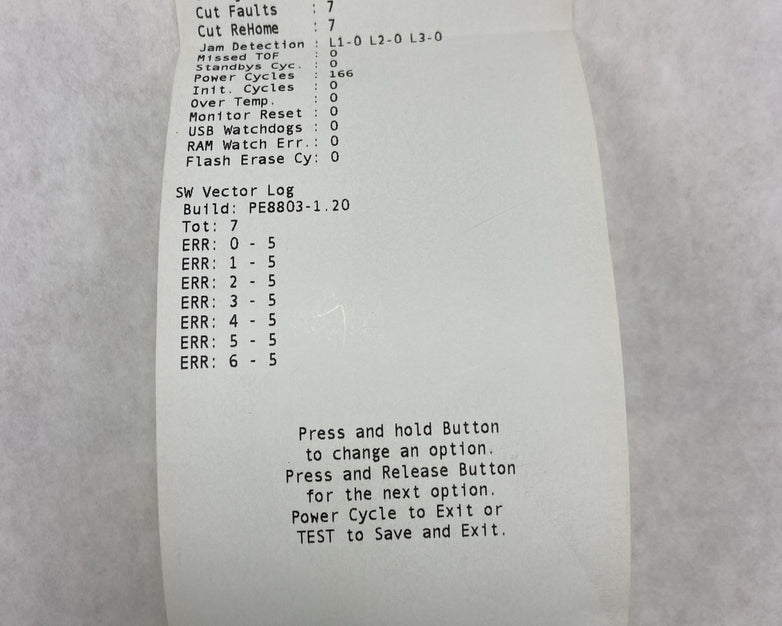 Cut Faults : 7
Cut ReHome : 7
Jam Detection : L1-0 L2-0 L3-0
Missed TOF : 0
Standbys Cyc. : 0
Power Cycles : 166
Init. Cycles : 0
Over Temp. : 0
Monitor Reset : 0
USB Watchdogs : 0
RAM Watch Err.: 0
Flash Erase Cy: 0
SW Vector Log
Build: PE8803-1.20
Tot: 7
ERR: 0 - 5
ERR: 1 - 5
ERR: 2 - 5
ERR: 3 - 5
ERR: 4 - 5
ERR: 5 - 5
ERR: 6 - 5
Press and hold Button
to change an option.
Press and Release Button
for the next option.
Power Cycle to Exit or
TEST to Save and Exit.